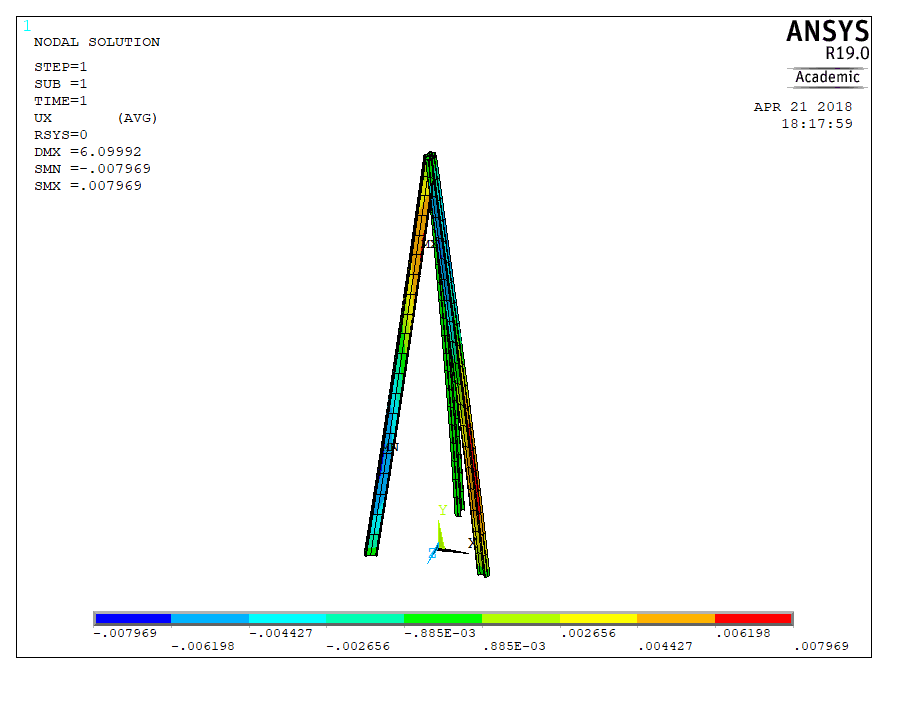 1
NODAL SOLUTION
STEP=1
SUB =1
TIME=1
UX (AVG)
RSYS=0
DMX =6.09992
SMN =-.007969
SMX =.007969
ANSYS
R19.0
Academic
APR 21 2018
18:17:59
Y
X
Z
-.007969 -.004427 -.885E-03 .002656 .006198
-.006198 -.002656 .885E-03 .004427 .007969